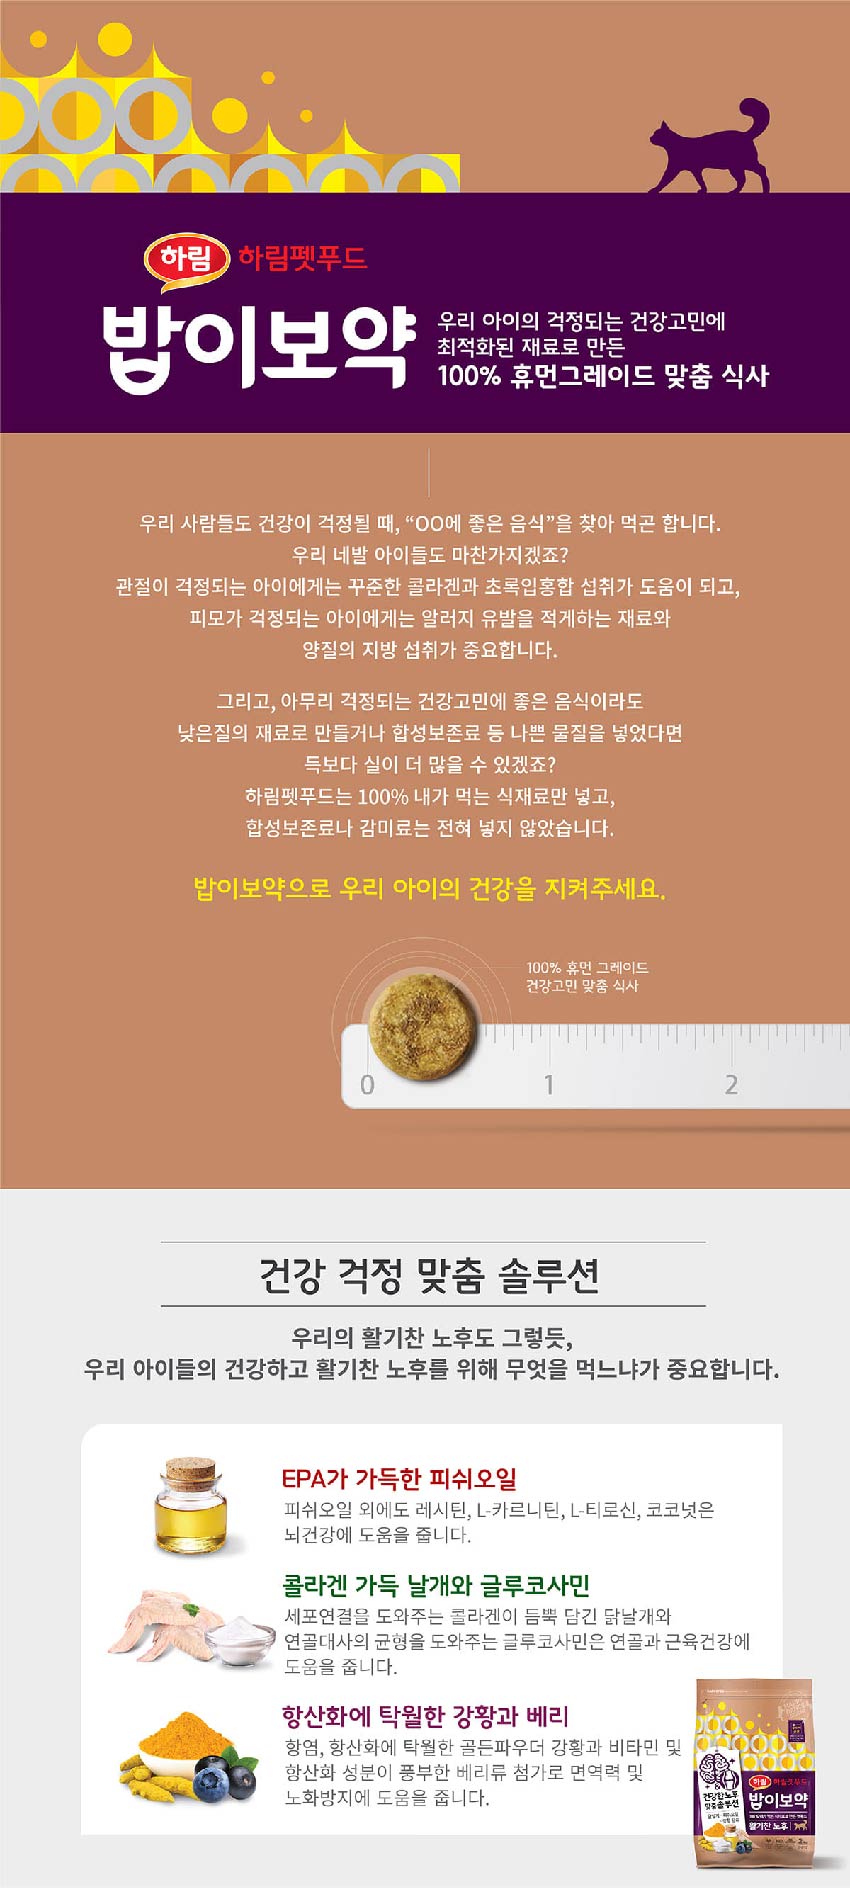 하림 하림펫푸드
밥이보약
우리 아이의 걱정되는 건강고민에
최적화된 재료로 만든
100% 휴먼그레이드 맞춤 식사
우리 사람들도 건강이 걱정될 때, “OO에 좋은 음식”을 찾아 먹곤 합니다.
우리 네발 아이들도 마찬가지겠죠?
관절이 걱정되는 아이에게는 꾸준한 콜라겐과 초록입홍합 섭취가 도움이 되고,
피모가 걱정되는 아이에게는 알러지 유발을 적게하는 재료와
양질의 지방 섭취가 중요합니다.
그리고, 아무리 걱정되는 건강고민에 좋은 음식이라도
낮은질의 재료로 만들거나 합성보존료 등 나쁜 물질을 넣었다면
득보다 실이 더 많을 수 있겠죠?
하림펫푸드는 100% 내가 먹는 식재료만 넣고,
합성보존료나 감미료는 전혀 넣지 않았습니다.
밥이보약으로 우리 아이의 건강을 지켜주세요.
100% 휴먼 그레이드
건강고민 맞춤 식사
0 1 2
건강 걱정 맞춤 솔루션
우리의 활기찬 노후도 그렇듯,
우리 아이들의 건강하고 활기찬 노후를 위해 무엇을 먹느냐가 중요합니다.
EPA가 가득한 피쉬오일
피쉬오일 외에도 레시틴, L-카르니틴, L-티로신, 코코넛은
뇌건강에 도움을 줍니다.
콜라겐 가득 날개와 글루코사민
세포연결을 도와주는 콜라겐이 듬뿍 담긴 닭날개와
연골대사의 균형을 도와주는 글루코사민은 연골과 근육건강에
도움을 줍니다.
항산화에 탁월한 강황과 베리
항염, 항산화에 탁월한 골든파우더 강황과 비타민 및
항산화 성분이 풍부한 베리류 첨가로 면역력 및
노화방지에 도움을 줍니다.
하림 하림펫푸드
건강한 노후
맞춤 솔루션
밥이보약
활기찬 노후